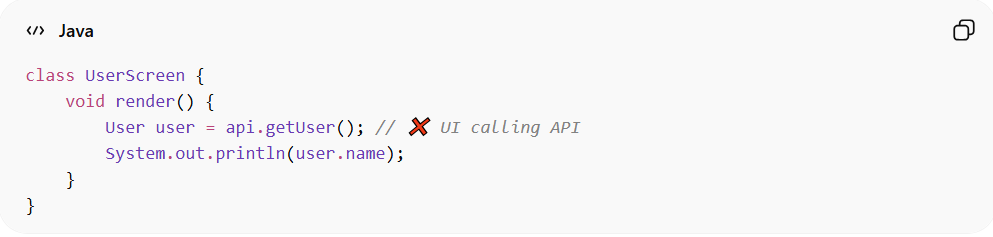 Java
class UserScreen {
    void render() {
        User user = api.getUser(); // ❌ UI calling API
        System.out.println(user.name);
    }
}